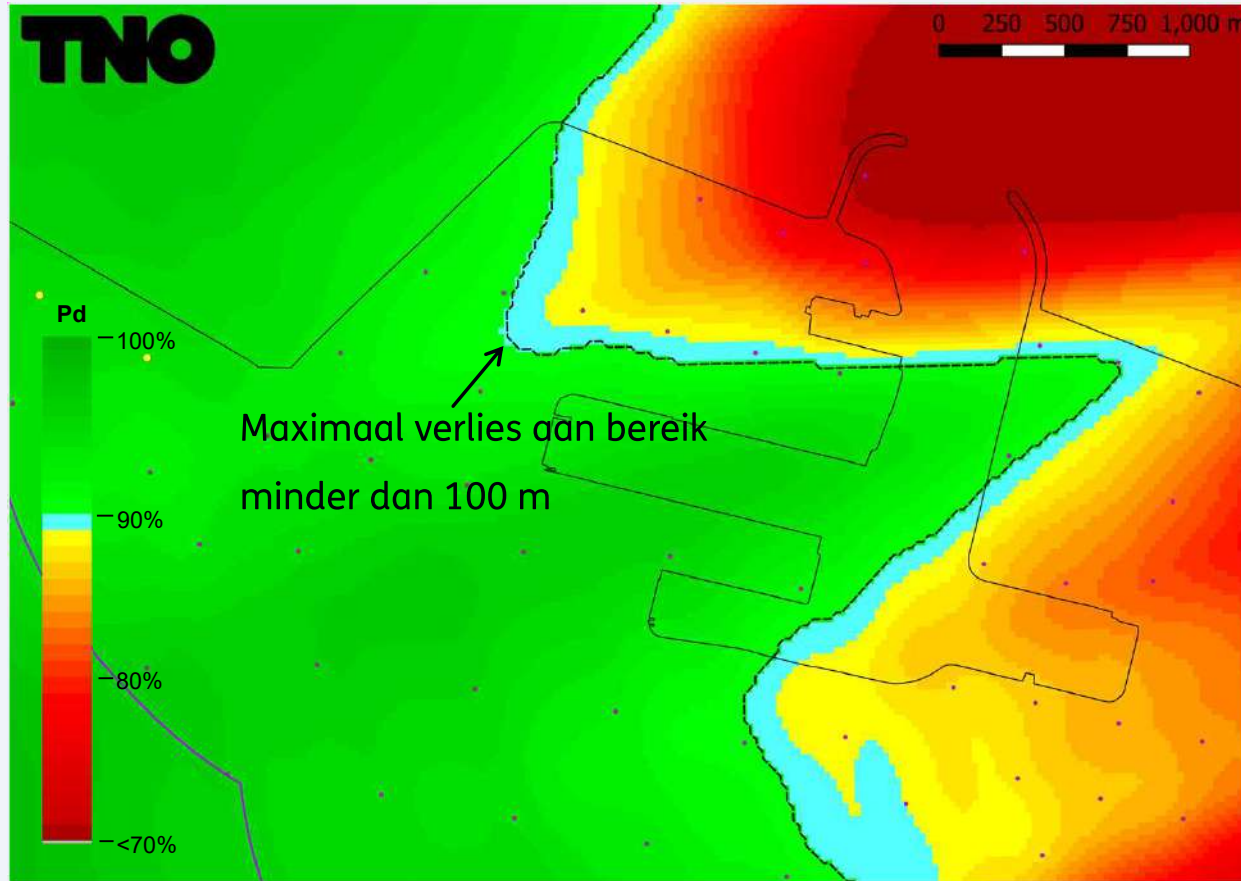 TNO
0 250 500 750 1,000 m
Pd
100%
Maximaal verlies aan bereik
minder dan 100 m
90%
80%
<70%